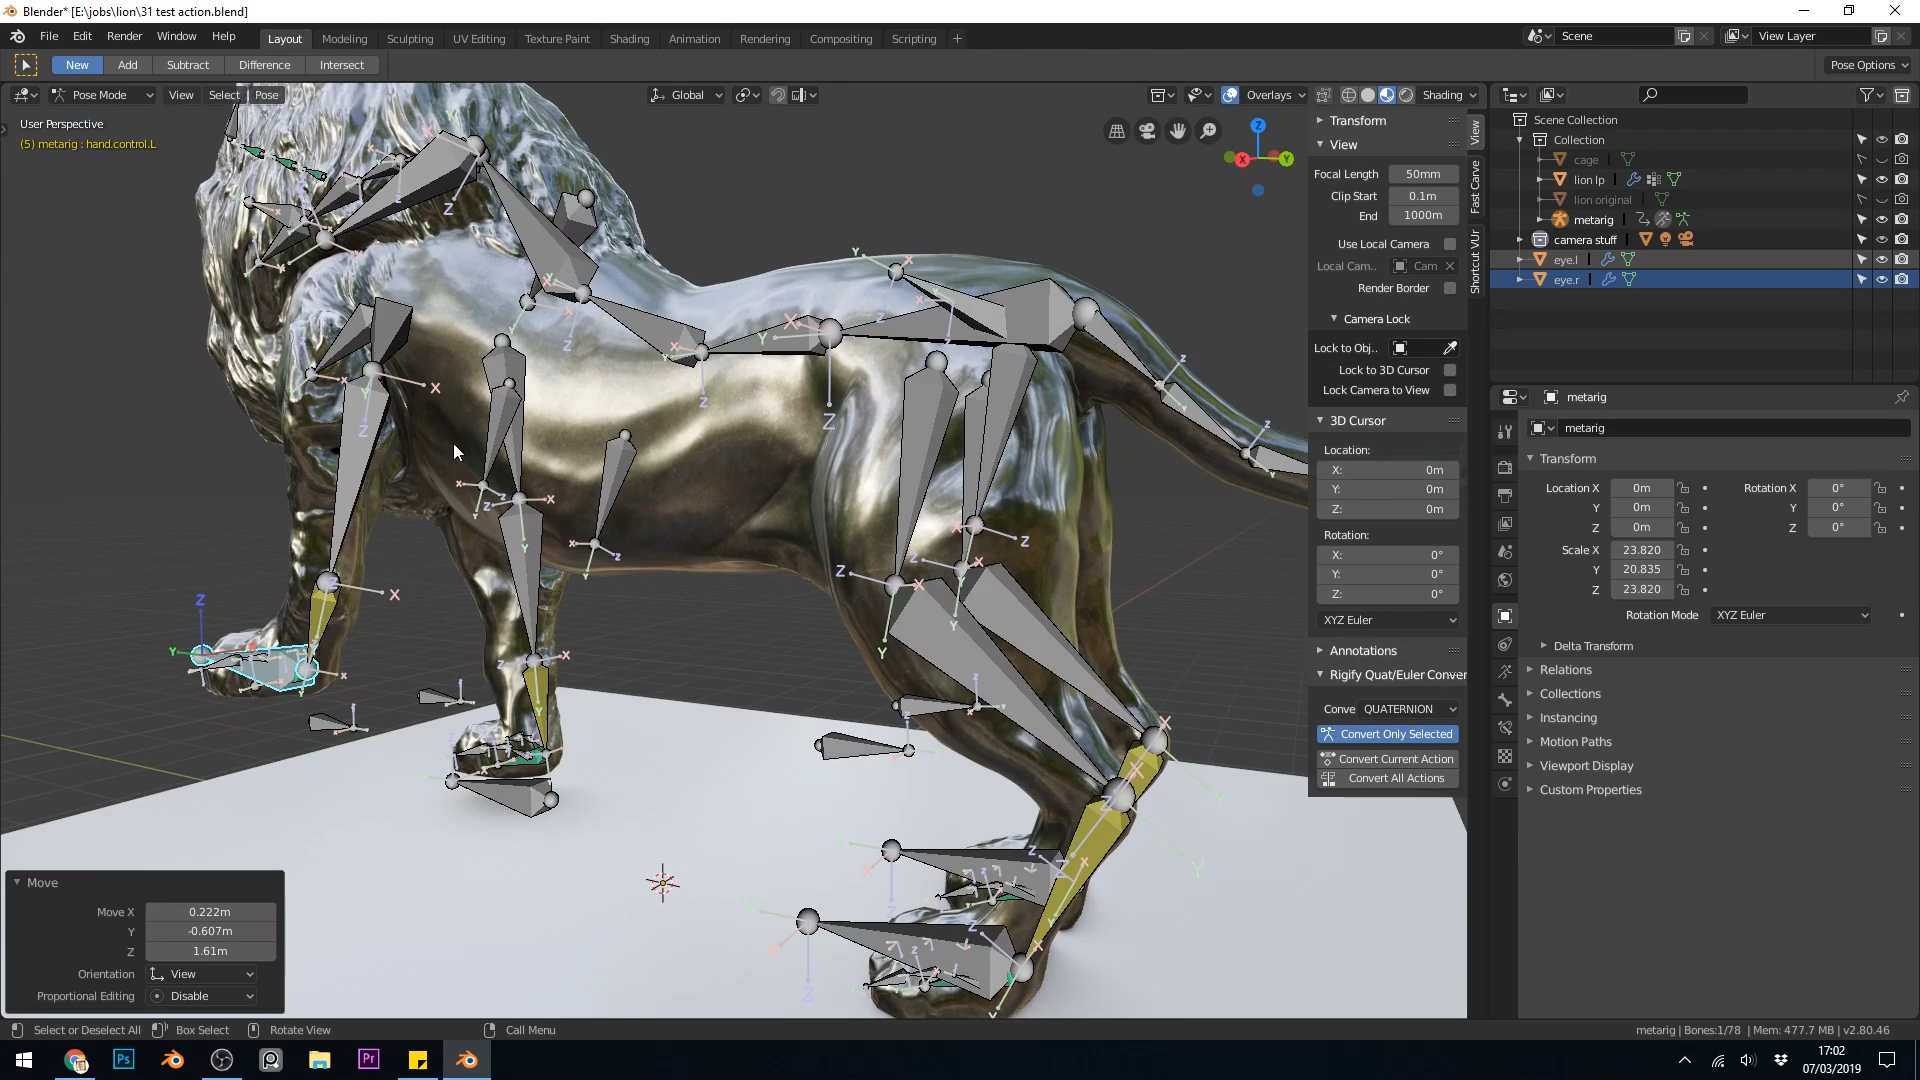 Blender* [E:\jobs\lion\31 test action.blend]
File Edit Render Window Help Layout Modeling Sculpting UV Editing Texture Paint Shading Animation Rendering Compositing Scripting + Scene View Layer
New Add Subtract Difference Intersect Pose Options
Pose Mode View Select Pose Global Overlays Shading
User Perspective
(5) metarig : hand.control.L
Transform
View
Focal Length 50mm
Clip Start 0.1m
End 1000m
Use Local Camera
Local Cam.. Cam
Render Border
Camera Lock
Lock to Obj..
Lock to 3D Cursor
Lock Camera to View
3D Cursor
Location:
X: 0m
Y: 0m
Z: 0m
Rotation:
X: 0°
Y: 0°
Z: 0°
XYZ Euler
Annotations
Rigify Quat/Euler Conver
Conve QUATERNION
Convert Only Selected
Convert Current Action
Convert All Actions
View
Fast Carve
Shortcut VUr
Scene Collection
Collection
cage
lion lp
lion original
metarig
camera stuff
eye.l
eye.r
metarig
metarig
Transform
Location X 0m Rotation X 0°
Y 0m Y 0°
Z 0m Z 0°
Scale X 23.820
Y 20.835
Z 23.820
Rotation Mode XYZ Euler
Delta Transform
Relations
Collections
Instancing
Motion Paths
Viewport Display
Custom Properties
Move
Move X 0.222m
Y -0.607m
Z 1.61m
Orientation View
Proportional Editing Disable
Select or Deselect All Box Select Rotate View Call Menu metarig | Bones:1/78 | Mem: 477.7 MB | v2.80.46
17:02
07/03/2019